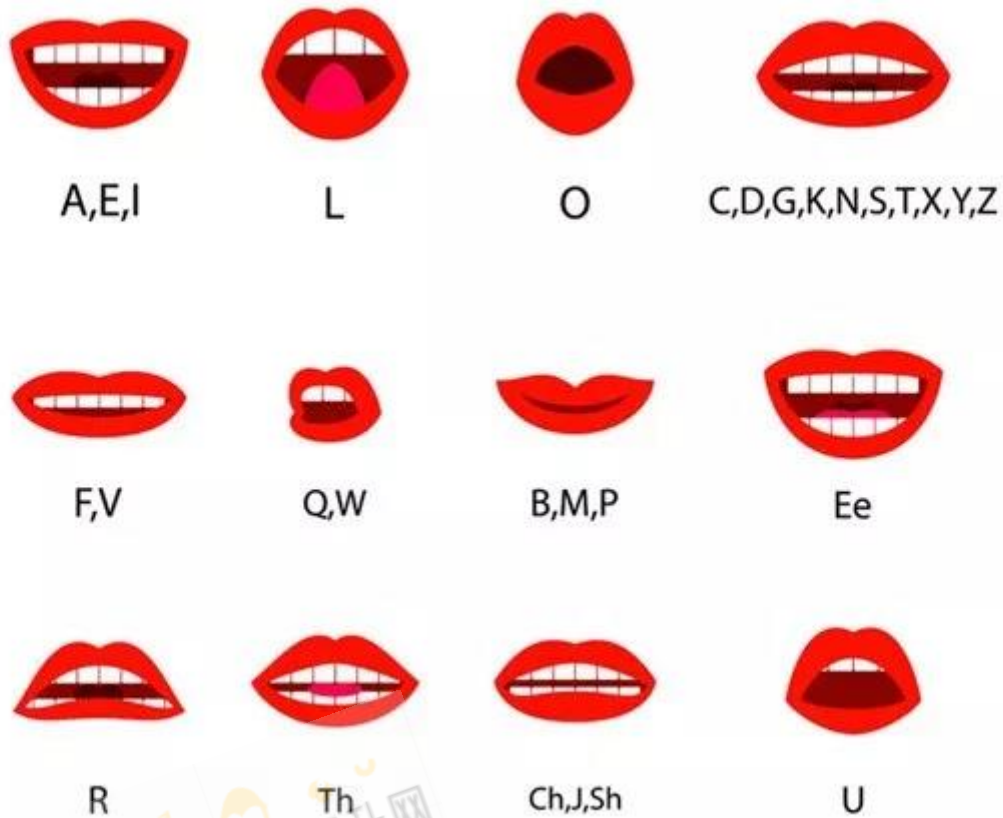 A,E,I
L
O
C,D,G,K,N,S,T,X,Y,Z
F,V
Q,W
B,M,P
Ee
R
Th
Ch,J,Sh
U